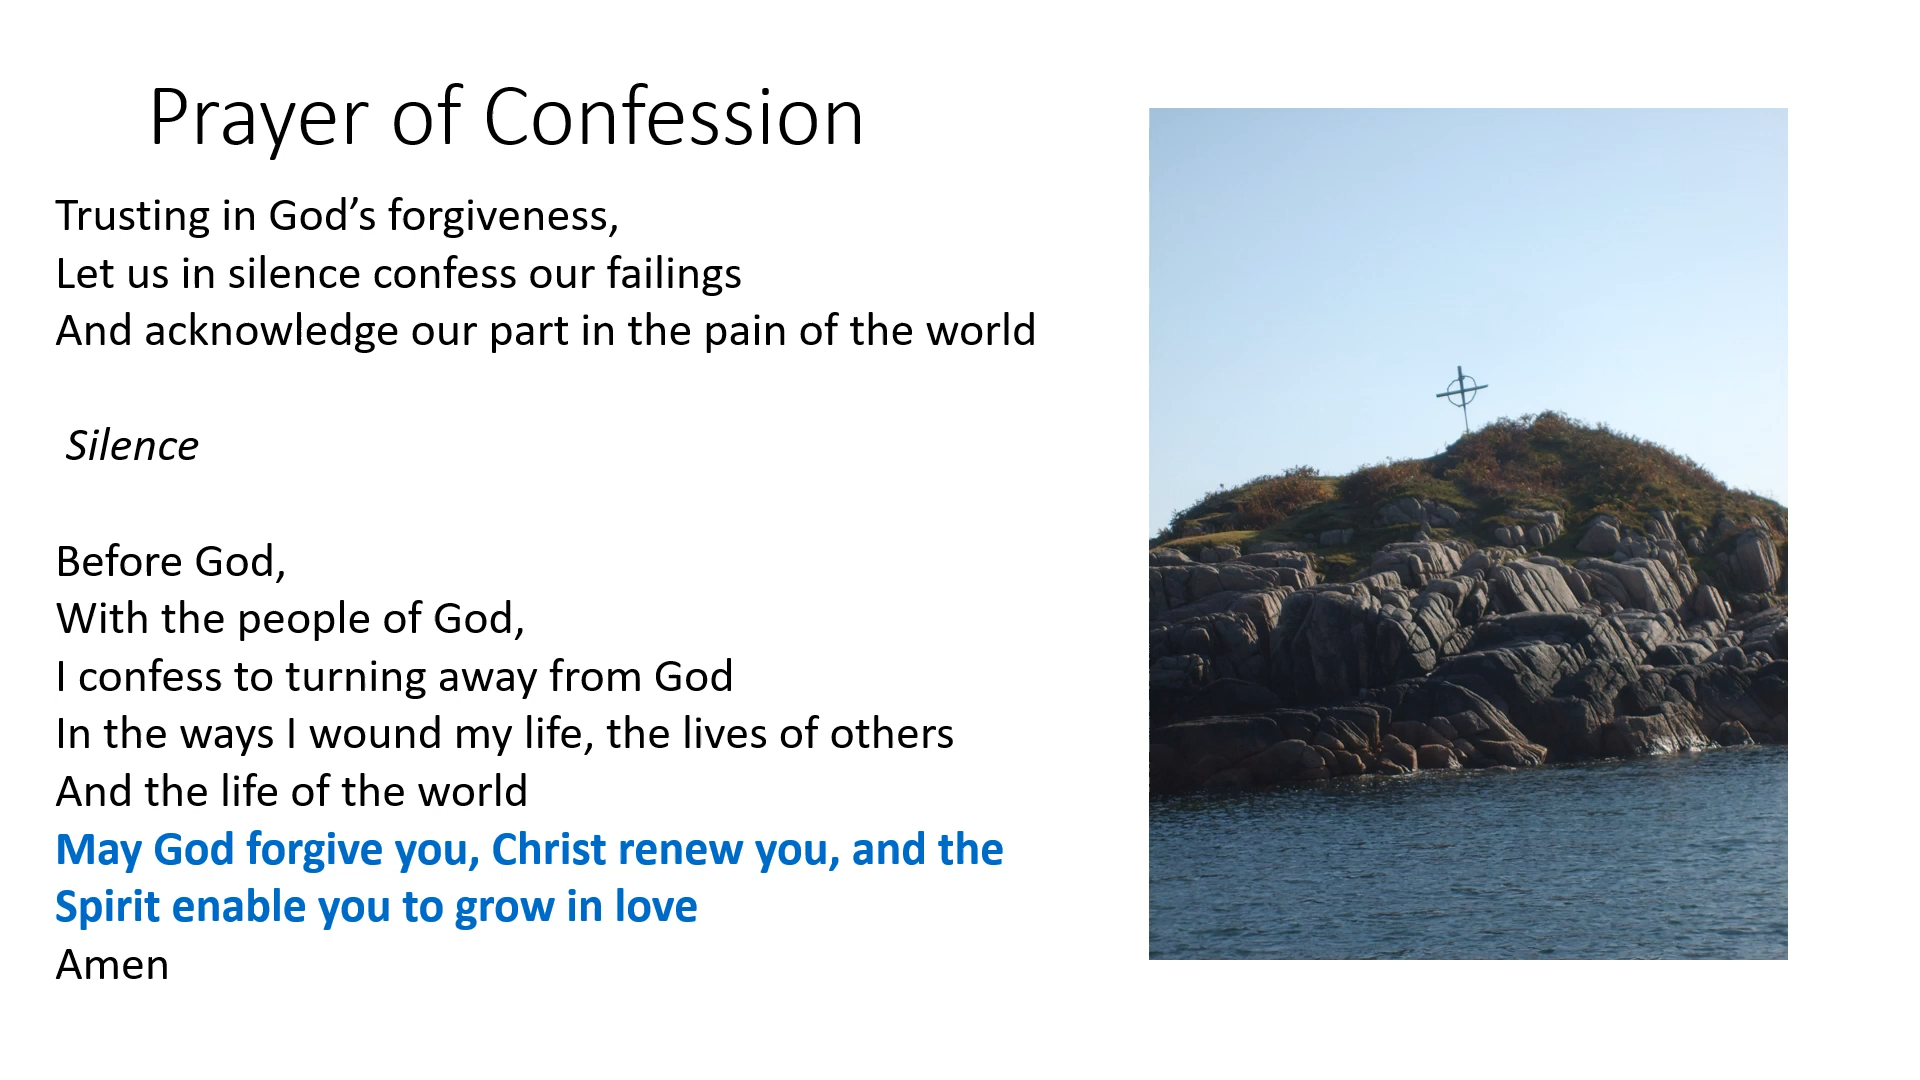 Prayer of Confession
Trusting in God’s forgiveness,
Let us in silence confess our failings
And acknowledge our part in the pain of the world
Silence
Before God,
With the people of God,
I confess to turning away from God
In the ways I wound my life, the lives of others
And the life of the world
May God forgive you, Christ renew you, and the
Spirit enable you to grow in love
Amen